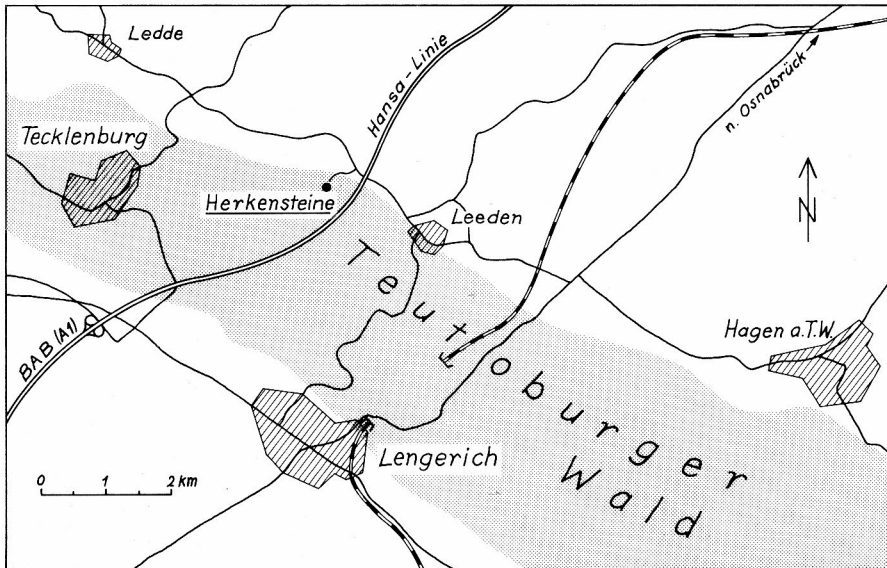 Ledde
Hansa-Linie
n. Osnabrück
Tecklenburg
N
Herkensteine
Leeden
Teutoburger
Wald
BAB (A1)
Hagen a.T.W.
Lengerich
0 1 2 km